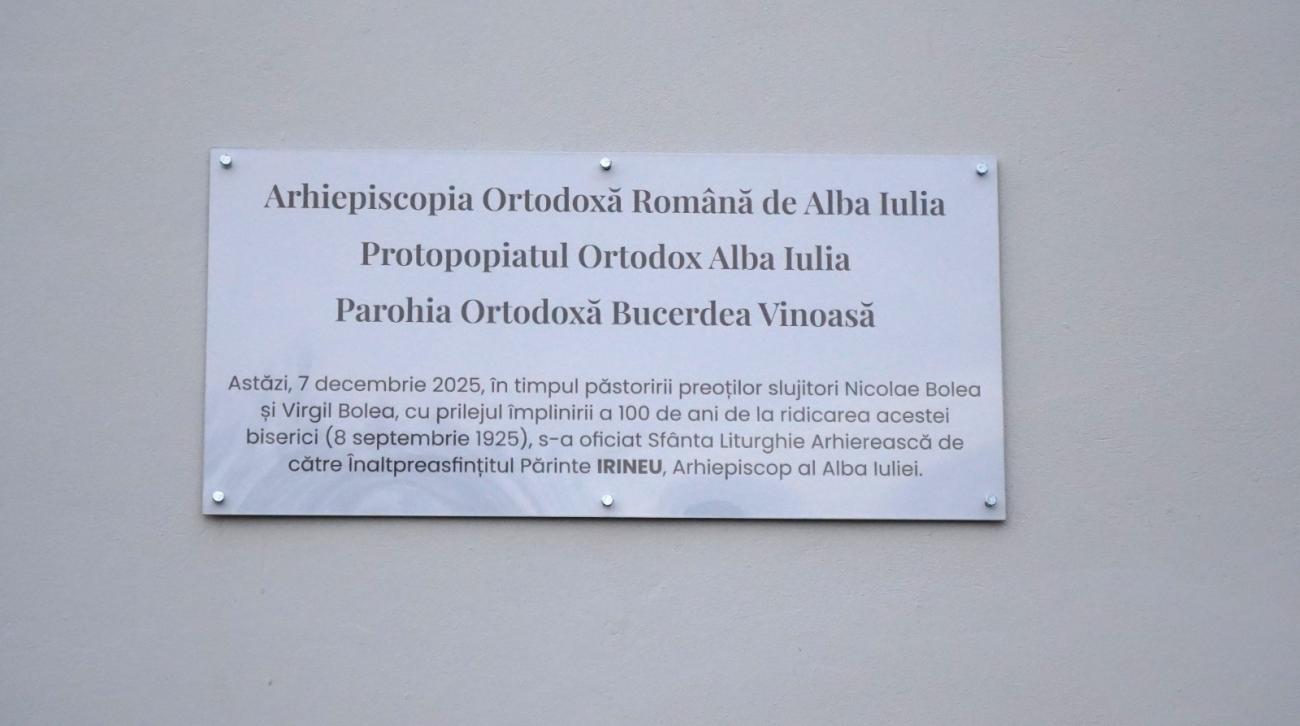 Arhiepiscopia Ortodoxă Română de Alba Iulia
Protopopiatul Ortodox Alba Iulia
Parohia Ortodoxă Bucerdea Vinoasă
Astăzi, 7 decembrie 2025, în timpul păstoririi preoților slujitori Nicolae Bolea
și Virgil Bolea, cu prilejul împlinirii a 100 de ani de la ridicarea acestei
biserici (8 septembrie 1925), s-a oficiat Sfânta Liturghie Arhierească de
către Înaltpreasfințitul Părinte IRINEU, Arhiepiscop al Alba Iuliei.